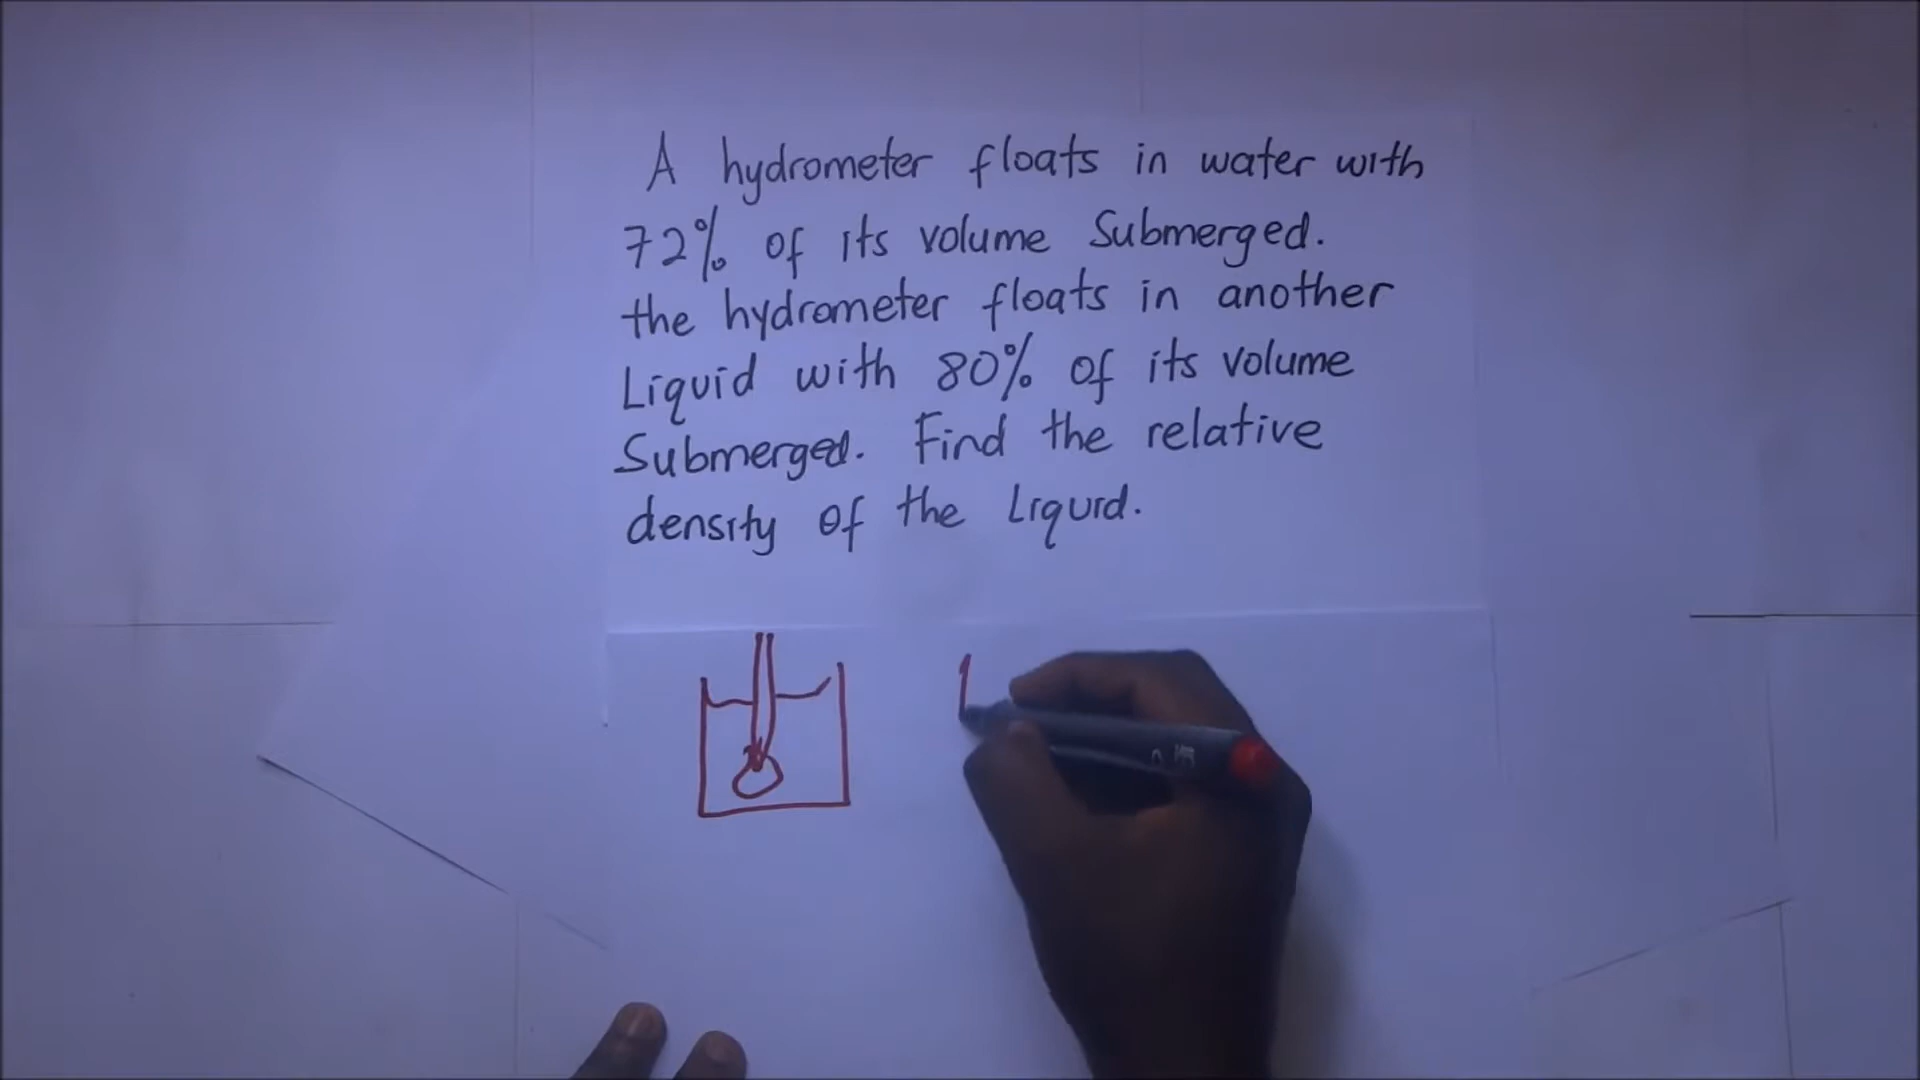 A hydrometer floats in water with
72% of its volume Submerged.
the hydrometer floats in another
Liquid with 80% of its volume
Submerged. Find the relative
density of the Liquid.